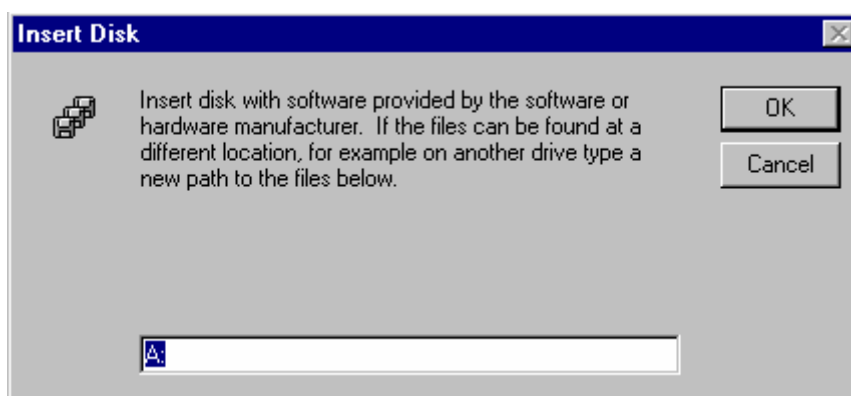 Insert Disk
Insert disk with software provided by the software or
hardware manufacturer.  If the files can be found at a
different location, for example on another drive type a
new path to the files below.
OK
Cancel
A: